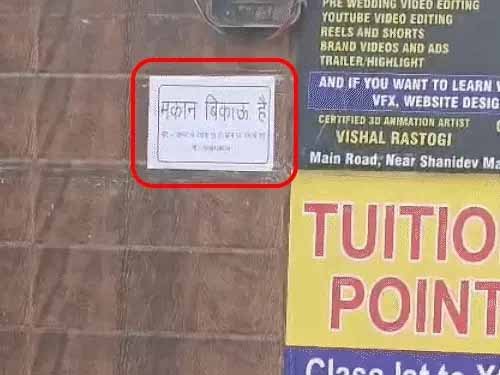 PRE WEDDING VIDEO EDITING
YOUTUBE VIDEO EDITING
REELS AND SHORTS
BRAND VIDEOS AND ADS
TRAILER/HIGHLIGHT
AND IF YOU WANT TO LEARN
VFX, WEBSITE
CERTIFIED 3D ANIMATION ARTIST
VISHAL RASTOGI
Main Road, Near Shanidev
मकान बिकाऊ है
TUITIO
POINT
Class